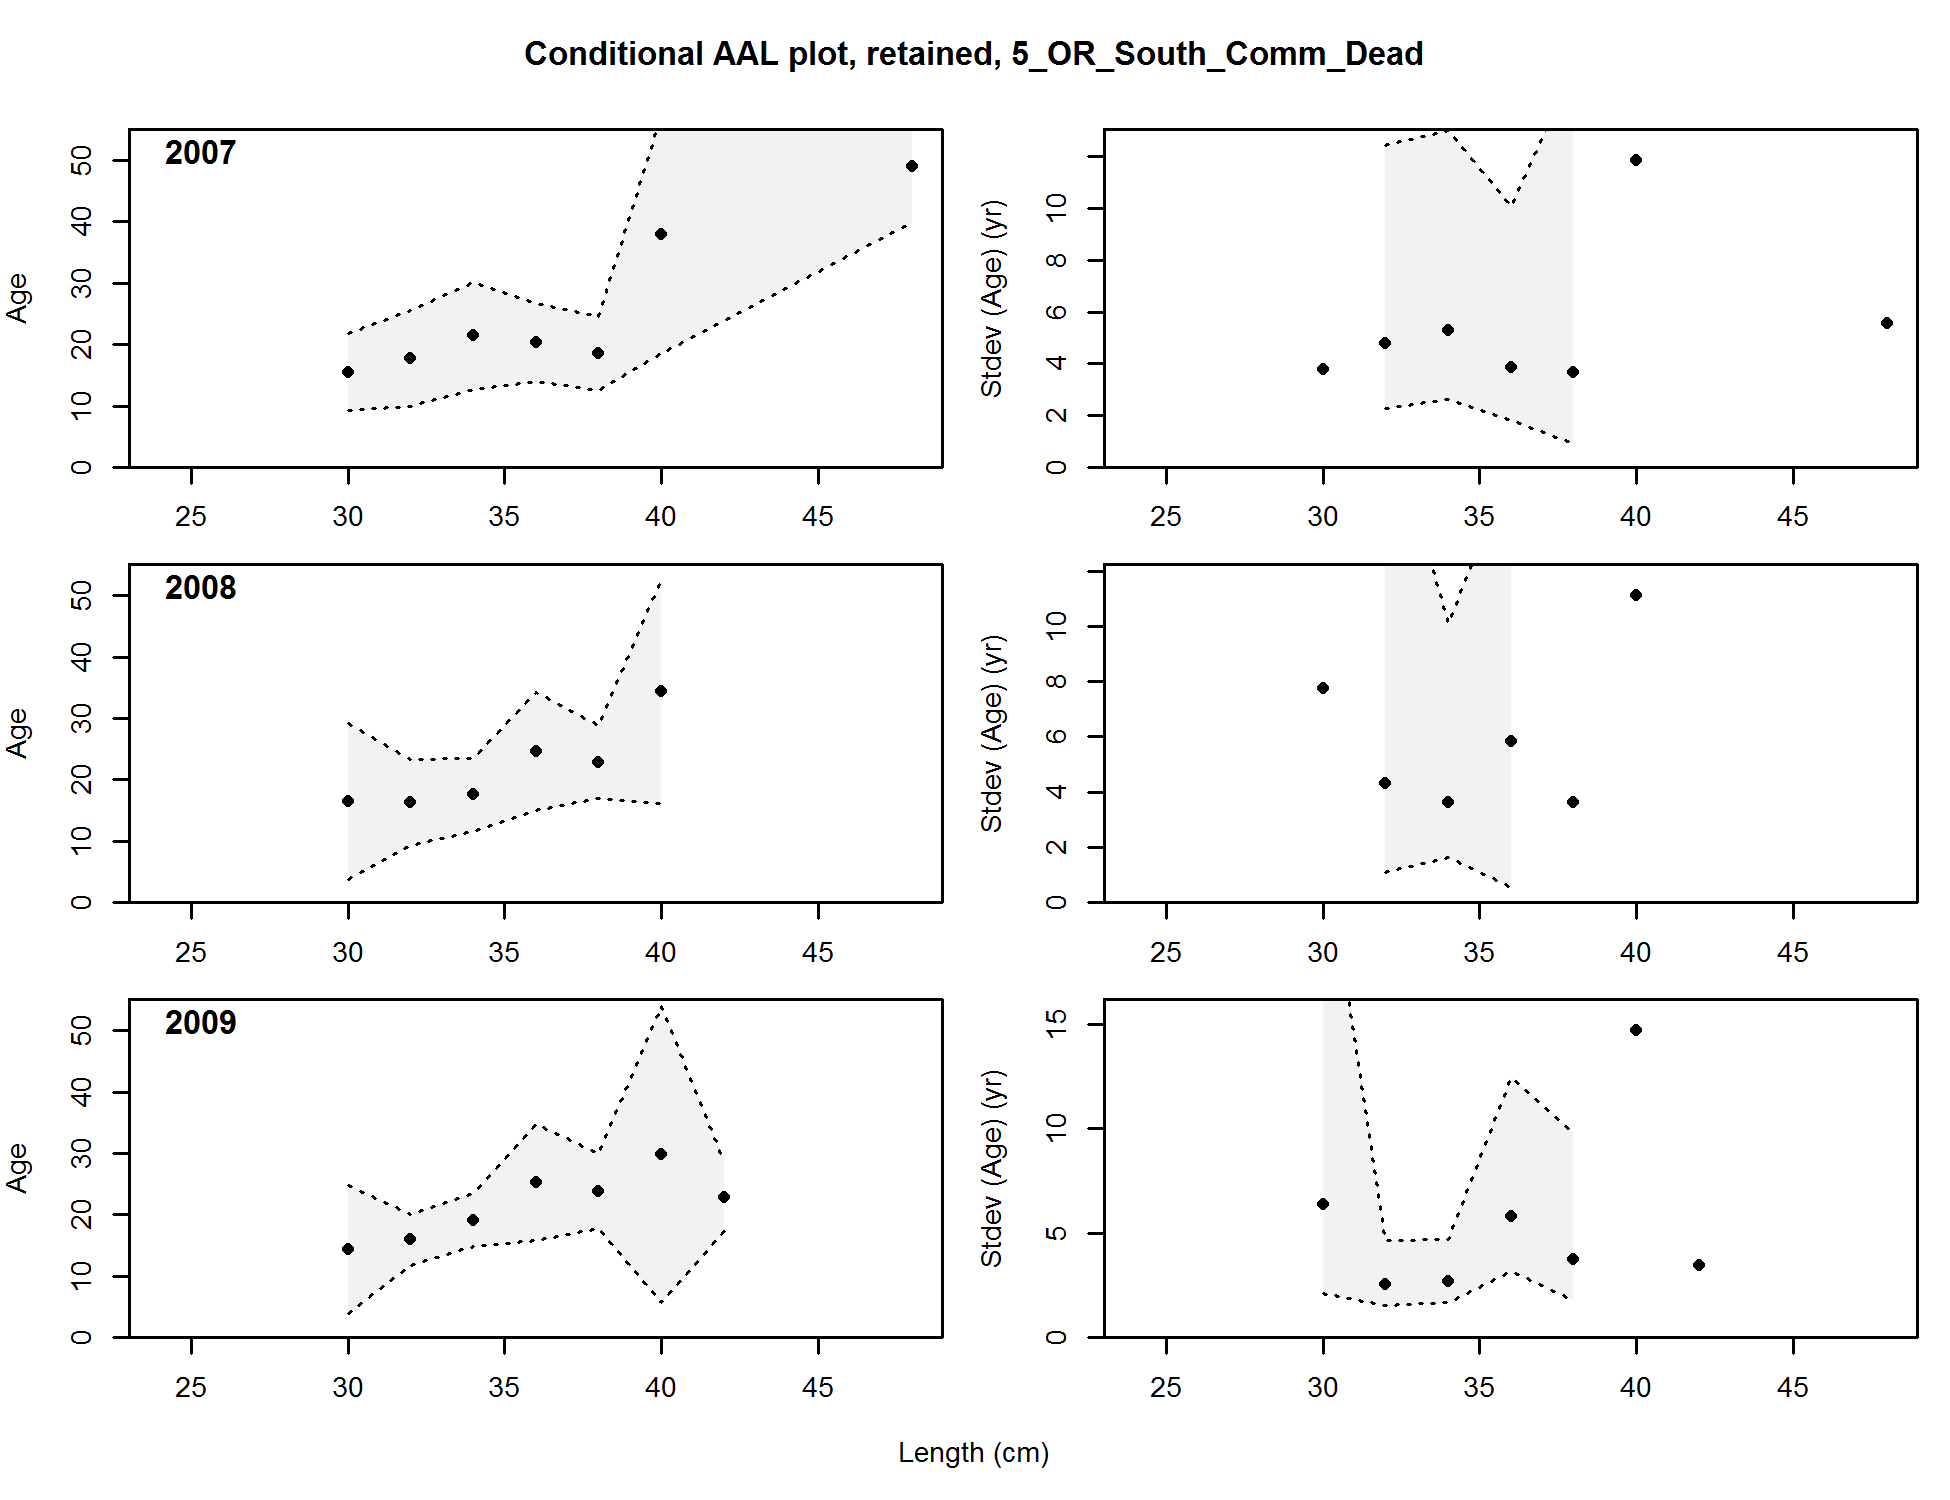 Conditional AAL plot, retained, 5_OR_South_Comm_Dead
2007
Age
0 10 20 30 40 50
25 30 35 40 45
Stdev (Age) (yr)
0 2 4 6 8 10
25 30 35 40 45
2008
Age
0 10 20 30 40 50
25 30 35 40 45
Stdev (Age) (yr)
0 2 4 6 8 10
25 30 35 40 45
2009
Age
0 10 20 30 40 50
25 30 35 40 45
Stdev (Age) (yr)
0 5 10 15
25 30 35 40 45
Length (cm)